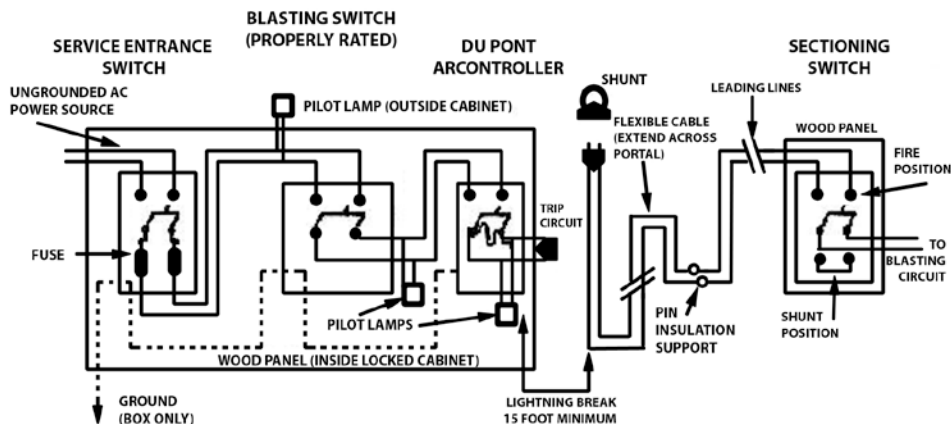 BLASTING SWITCH
(PROPERLY RATED)
SERVICE ENTRANCE
SWITCH
DU PONT
ARCONTROLLER
SECTIONING
SWITCH
UNGROUNDED AC
POWER SOURCE
PILOT LAMP (OUTSIDE CABINET)
SHUNT
LEADING LINES
FLEXIBLE CABLE
(EXTEND ACROSS
PORTAL)
WOOD PANEL
FIRE
POSITION
TRIP
CIRCUIT
FUSE
TO
BLASTING
CIRCUIT
PILOT LAMPS
PIN
INSULATION
SUPPORT
SHUNT
POSITION
WOOD PANEL (INSIDE LOCKED CABINET)
GROUND
(BOX ONLY)
LIGHTNING BREAK
15 FOOT MINIMUM